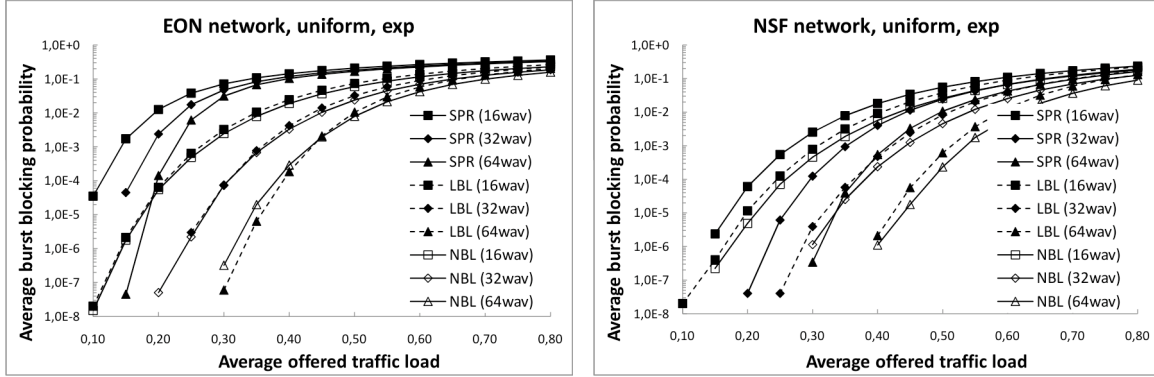 EON network, uniform, exp
Average burst blocking probability
1,0E+0
1,0E-1
1,0E-2
1,0E-3
1,0E-4
1,0E-5
1,0E-6
1,0E-7
1,0E-8
0,10
0,20
0,30
0,40
0,50
0,60
0,70
0,80
Average offered traffic load
SPR (16wav)
SPR (32wav)
SPR (64wav)
LBL (16wav)
LBL (32wav)
LBL (64wav)
NBL (16wav)
NBL (32wav)
NBL (64wav)
NSF network, uniform, exp
Average burst blocking probability
1,0E+0
1,0E-1
1,0E-2
1,0E-3
1,0E-4
1,0E-5
1,0E-6
1,0E-7
1,0E-8
0,10
0,20
0,30
0,40
0,50
0,60
0,70
0,80
Average offered traffic load
SPR (16wav)
SPR (32wav)
SPR (64wav)
LBL (16wav)
LBL (32wav)
LBL (64wav)
NBL (16wav)
NBL (32wav)
NBL (64wav)